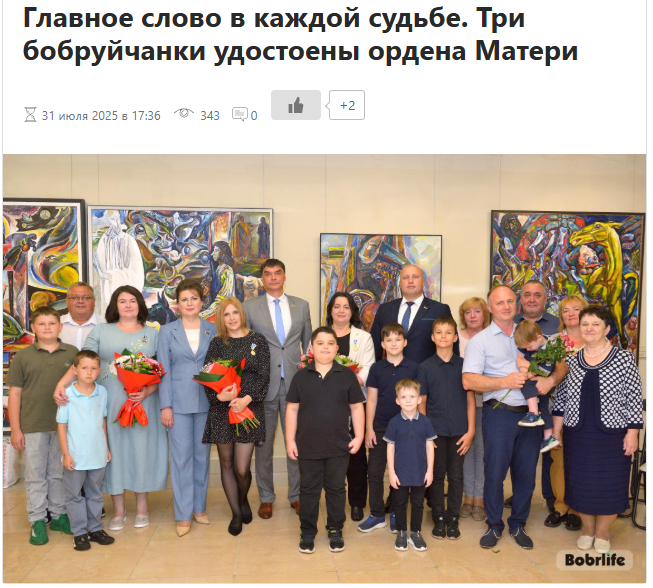 Главное слово в каждой судьбе. Три
бобруйчанки удостоены ордена Матери
31 июля 2025 в 17:36 343 0 +2
Bobrlife